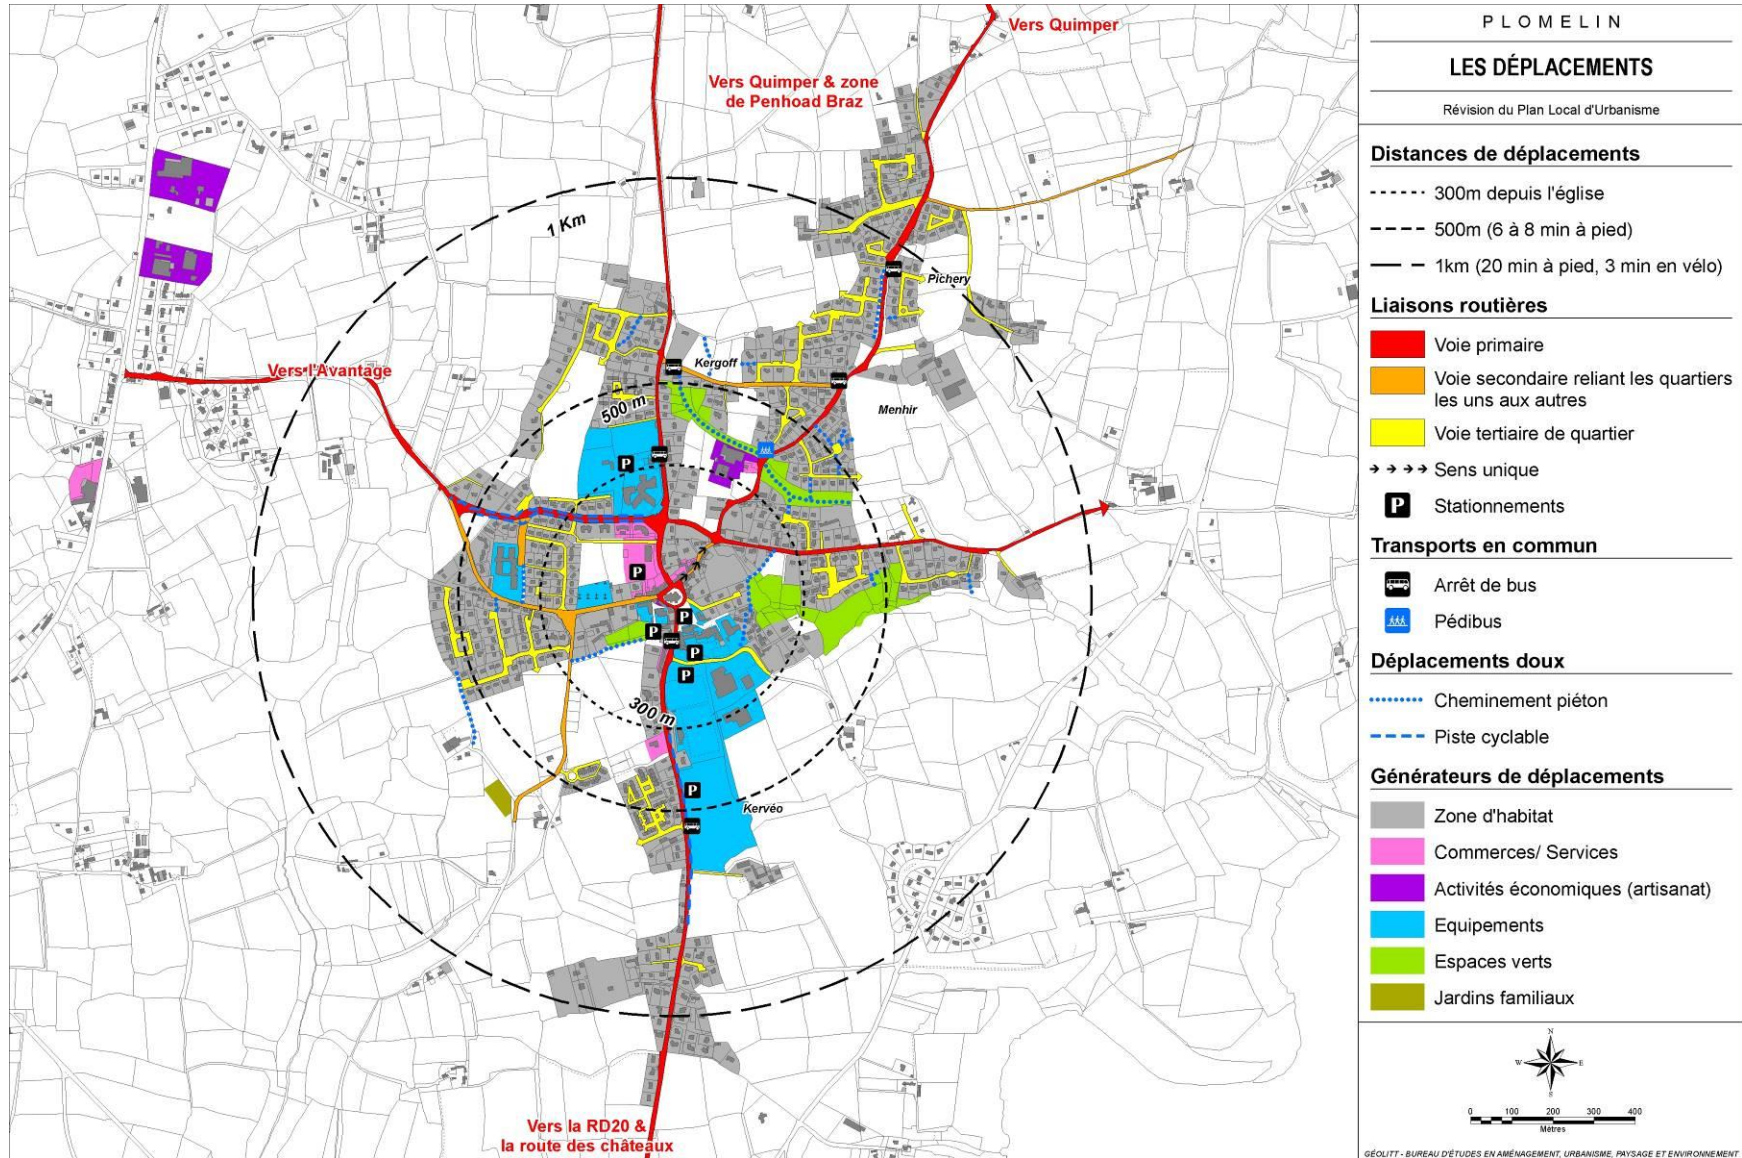 Vers Quimper
Vers Quimper & zone
de Penhoad Braz
1 Km
Pichery
Vers l'Avantage
Kergoff
500 m
Menhir
P
P
P
P
P
P
300 m
P
Kervéo
Vers la RD20 &
la route des châteaux
PLOMELIN
LES DÉPLACEMENTS
Révision du Plan Local d'Urbanisme
Distances de déplacements
300m depuis l'église
500m (6 à 8 min à pied)
1km (20 min à pied, 3 min en vélo)
Liaisons routières
Voie primaire
Voie secondaire reliant les quartiers
les uns aux autres
Voie tertiaire de quartier
Sens unique
P Stationnements
Transports en commun
Arrêt de bus
Pédibus
Déplacements doux
Cheminement piéton
Piste cyclable
Générateurs de déplacements
Zone d'habitat
Commerces/ Services
Activités économiques (artisanat)
Equipements
Espaces verts
Jardins familiaux
N
W E
S
0 100 200 300 400
Mètres
GÉOLITT - BUREAU D'ÉTUDES EN AMÉNAGEMENT, URBANISME, PAYSAGE ET ENVIRONNEMENT